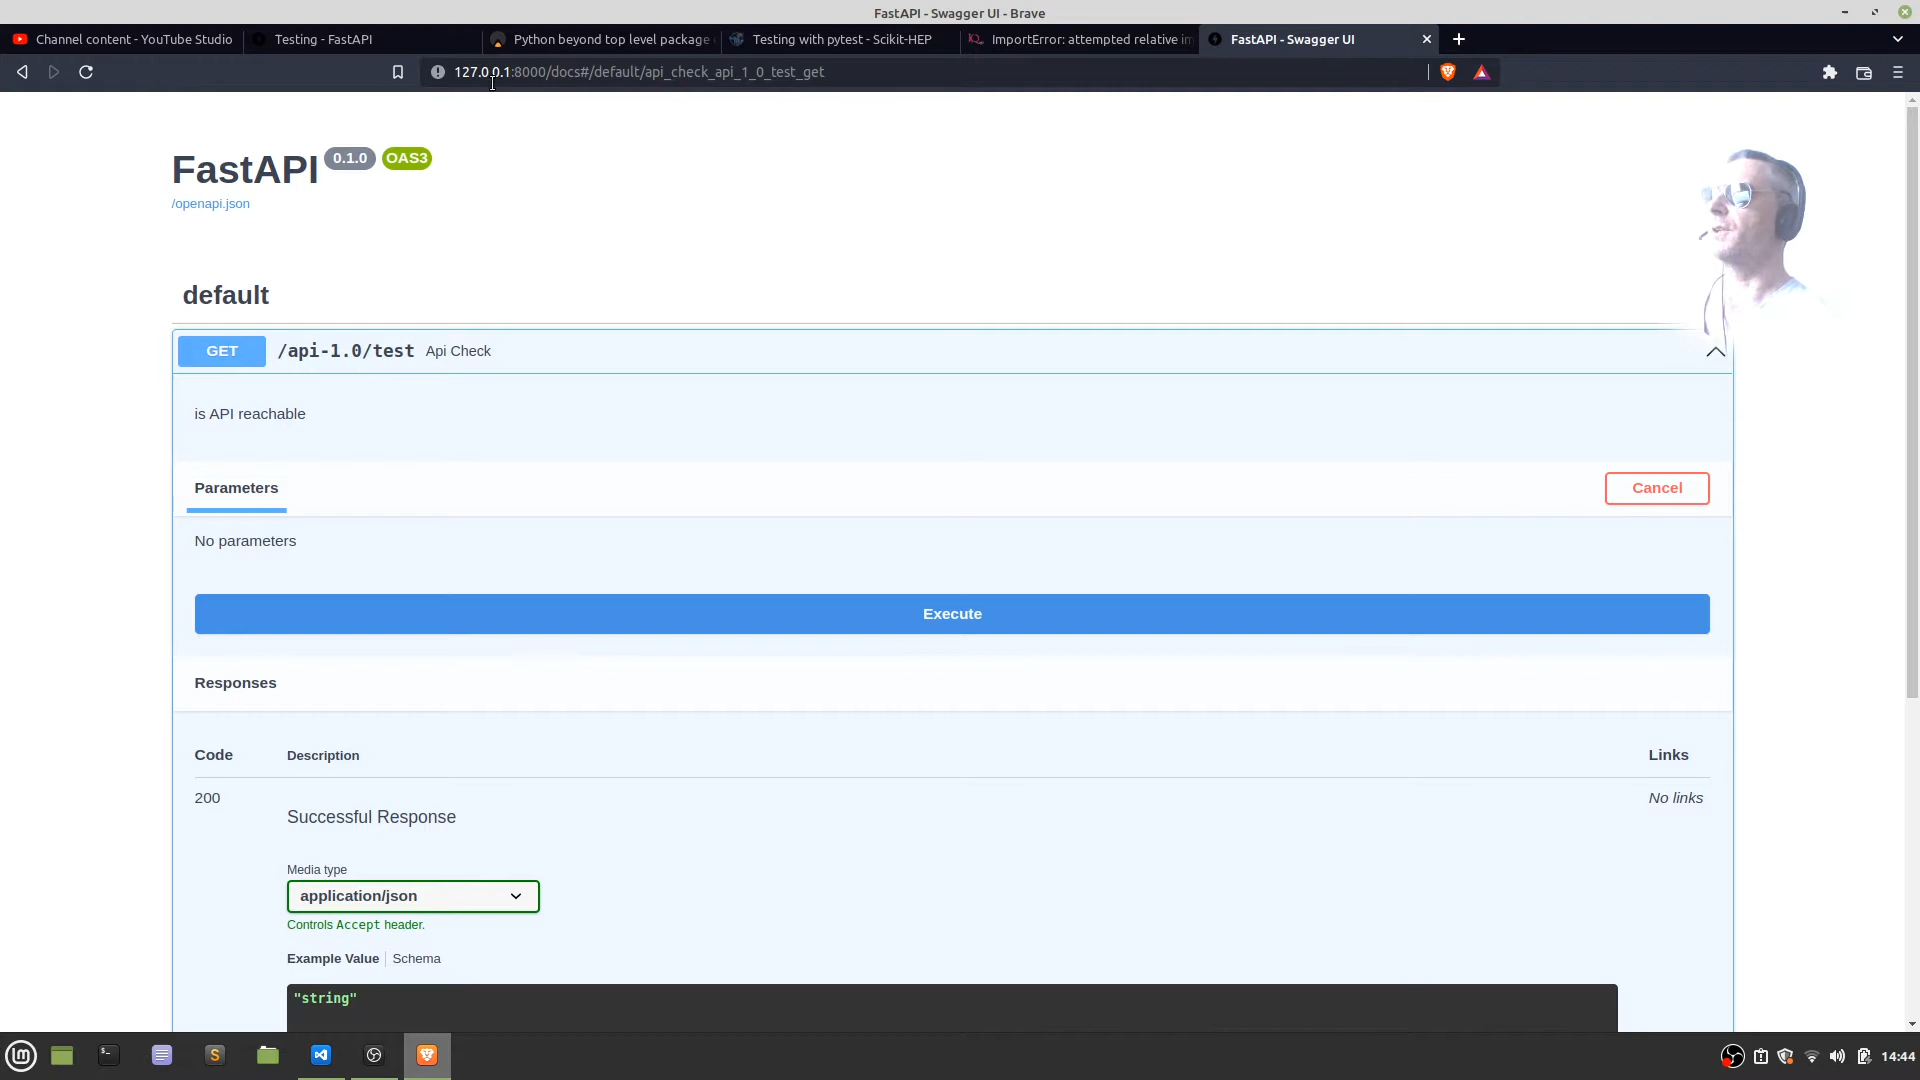 FastAPI - Swagger UI - Brave
Channel content - YouTube Studio
Testing - FastAPI
Python beyond top level package
Testing with pytest - Scikit-HEP
ImportError: attempted relative im
FastAPI - Swagger UI
127.0.0.1:8000/docs#/default/api_check_api_1_0_test_get
FastAPI 0.1.0 OAS3
/openapi.json
default
GET /api-1.0/test Api Check
is API reachable
Parameters
Cancel
No parameters
Execute
Responses
Code Description Links
200 No links
Successful Response
Media type
application/json
Controls Accept header.
Example Value Schema
"string"
14:44